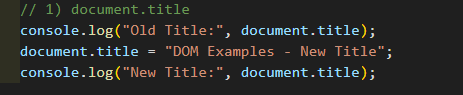 // 1) document.title
console.log("Old Title:", document.title);
document.title = "DOM Examples - New Title";
console.log("New Title:", document.title);